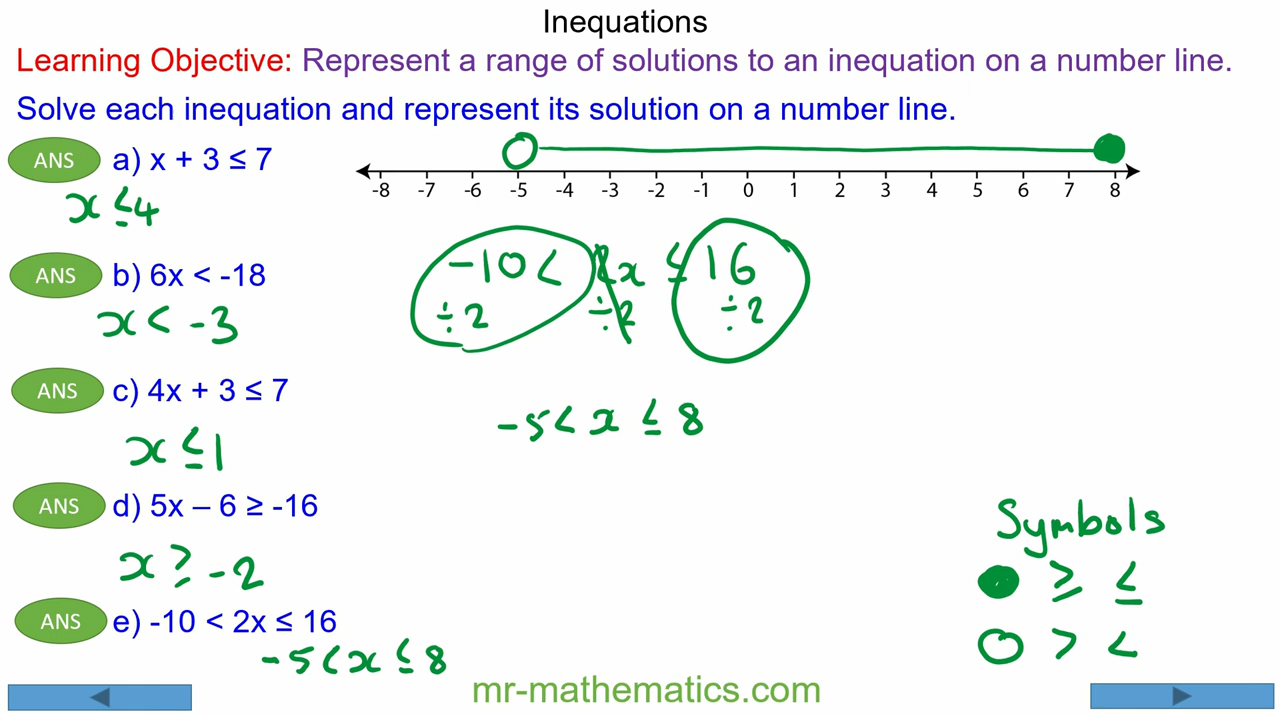 Inequations
Learning Objective: Represent a range of solutions to an inequation on a number line.
Solve each inequation and represent its solution on a number line.
ANS a) x + 3 ≤ 7
x ≤ 4
-8 -7 -6 -5 -4 -3 -2 -1 0 1 2 3 4 5 6 7 8
-10 < 2x ≤ 16
÷2 ÷2 ÷2
ANS b) 6x < -18
x < -3
ANS c) 4x + 3 ≤ 7
x ≤ 1
-5 < x ≤ 8
ANS d) 5x – 6 ≥ -16
x ≥ -2
ANS e) -10 < 2x ≤ 16
-5 < x ≤ 8
Symbols
≥ ≤
> <
mr-mathematics.com